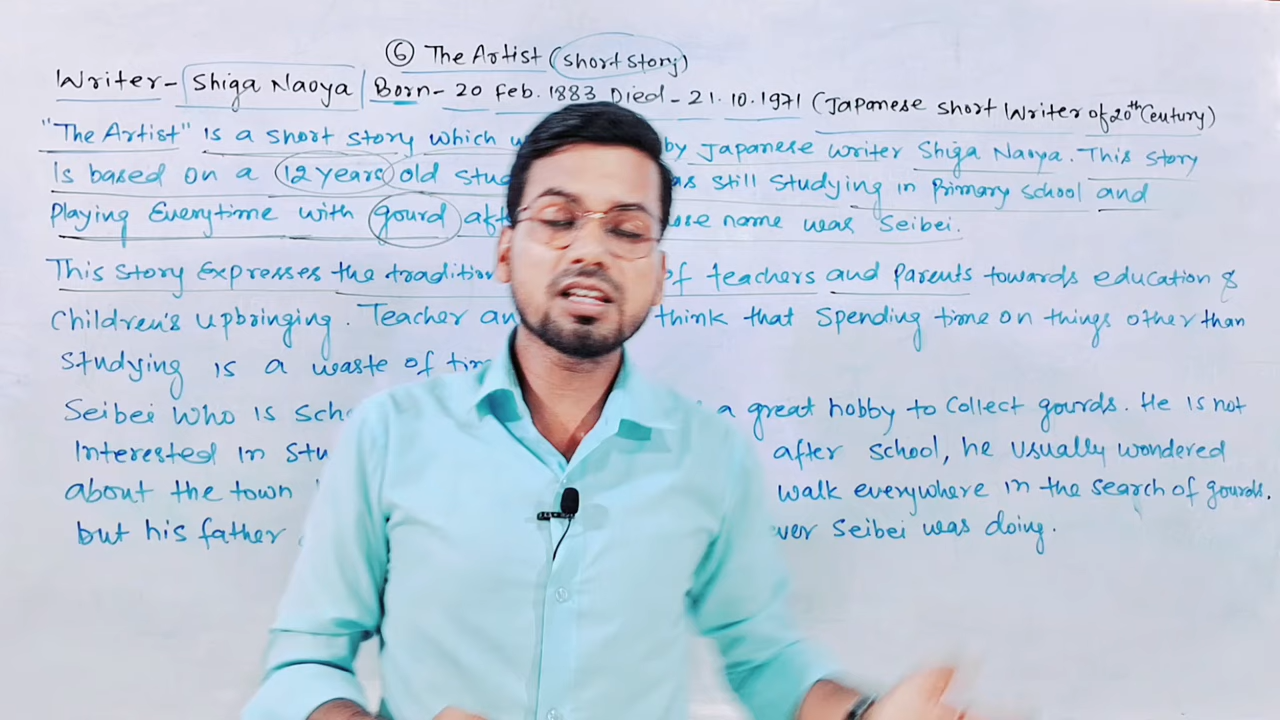 ⑥ The Artist (short story)
Writer - Shiga Naoya Born - 20 Feb. 1883 Died - 21.10.1971 (Japanese short Writer of 20th Century)
"The Artist" is a short story which by Japanese writer Shiga Naoya. This story
Is based on a 12 years old still studying in Primary school and
Playing Everytime with gourd name was Seibei.
This story Expresses the of teachers and Parents towards education &
Children's upbringing. Teacher think that spending time on things other than
studying is a waste of
Seibei who is a great hobby to collect gourds. He is not
Interested in after school, he usually wondered
about the town walk everywhere in the search of gourds.
but his father Seibei was doing.